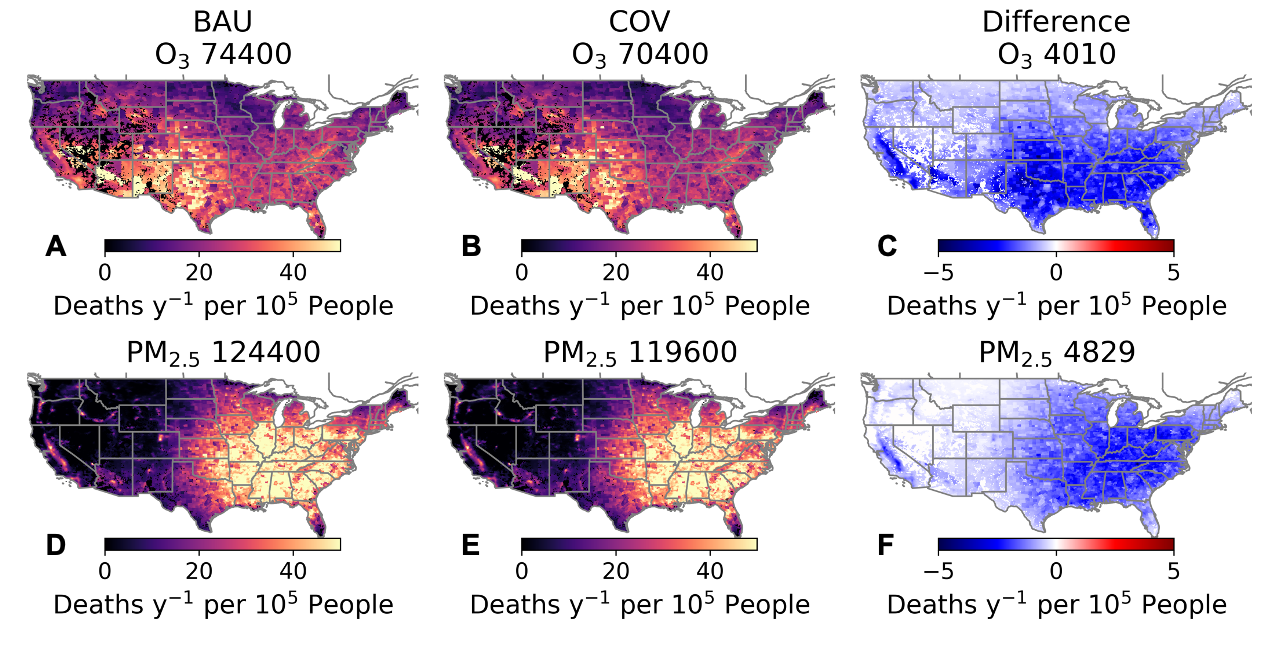 BAU
O₃ 74400
COV
O₃ 70400
Difference
O₃ 4010
A
0 20 40
Deaths y⁻¹ per 10⁵ People
B
0 20 40
Deaths y⁻¹ per 10⁵ People
C
−5 0 5
Deaths y⁻¹ per 10⁵ People
PM₂.₅ 124400
PM₂.₅ 119600
PM₂.₅ 4829
D
0 20 40
Deaths y⁻¹ per 10⁵ People
E
0 20 40
Deaths y⁻¹ per 10⁵ People
F
−5 0 5
Deaths y⁻¹ per 10⁵ People